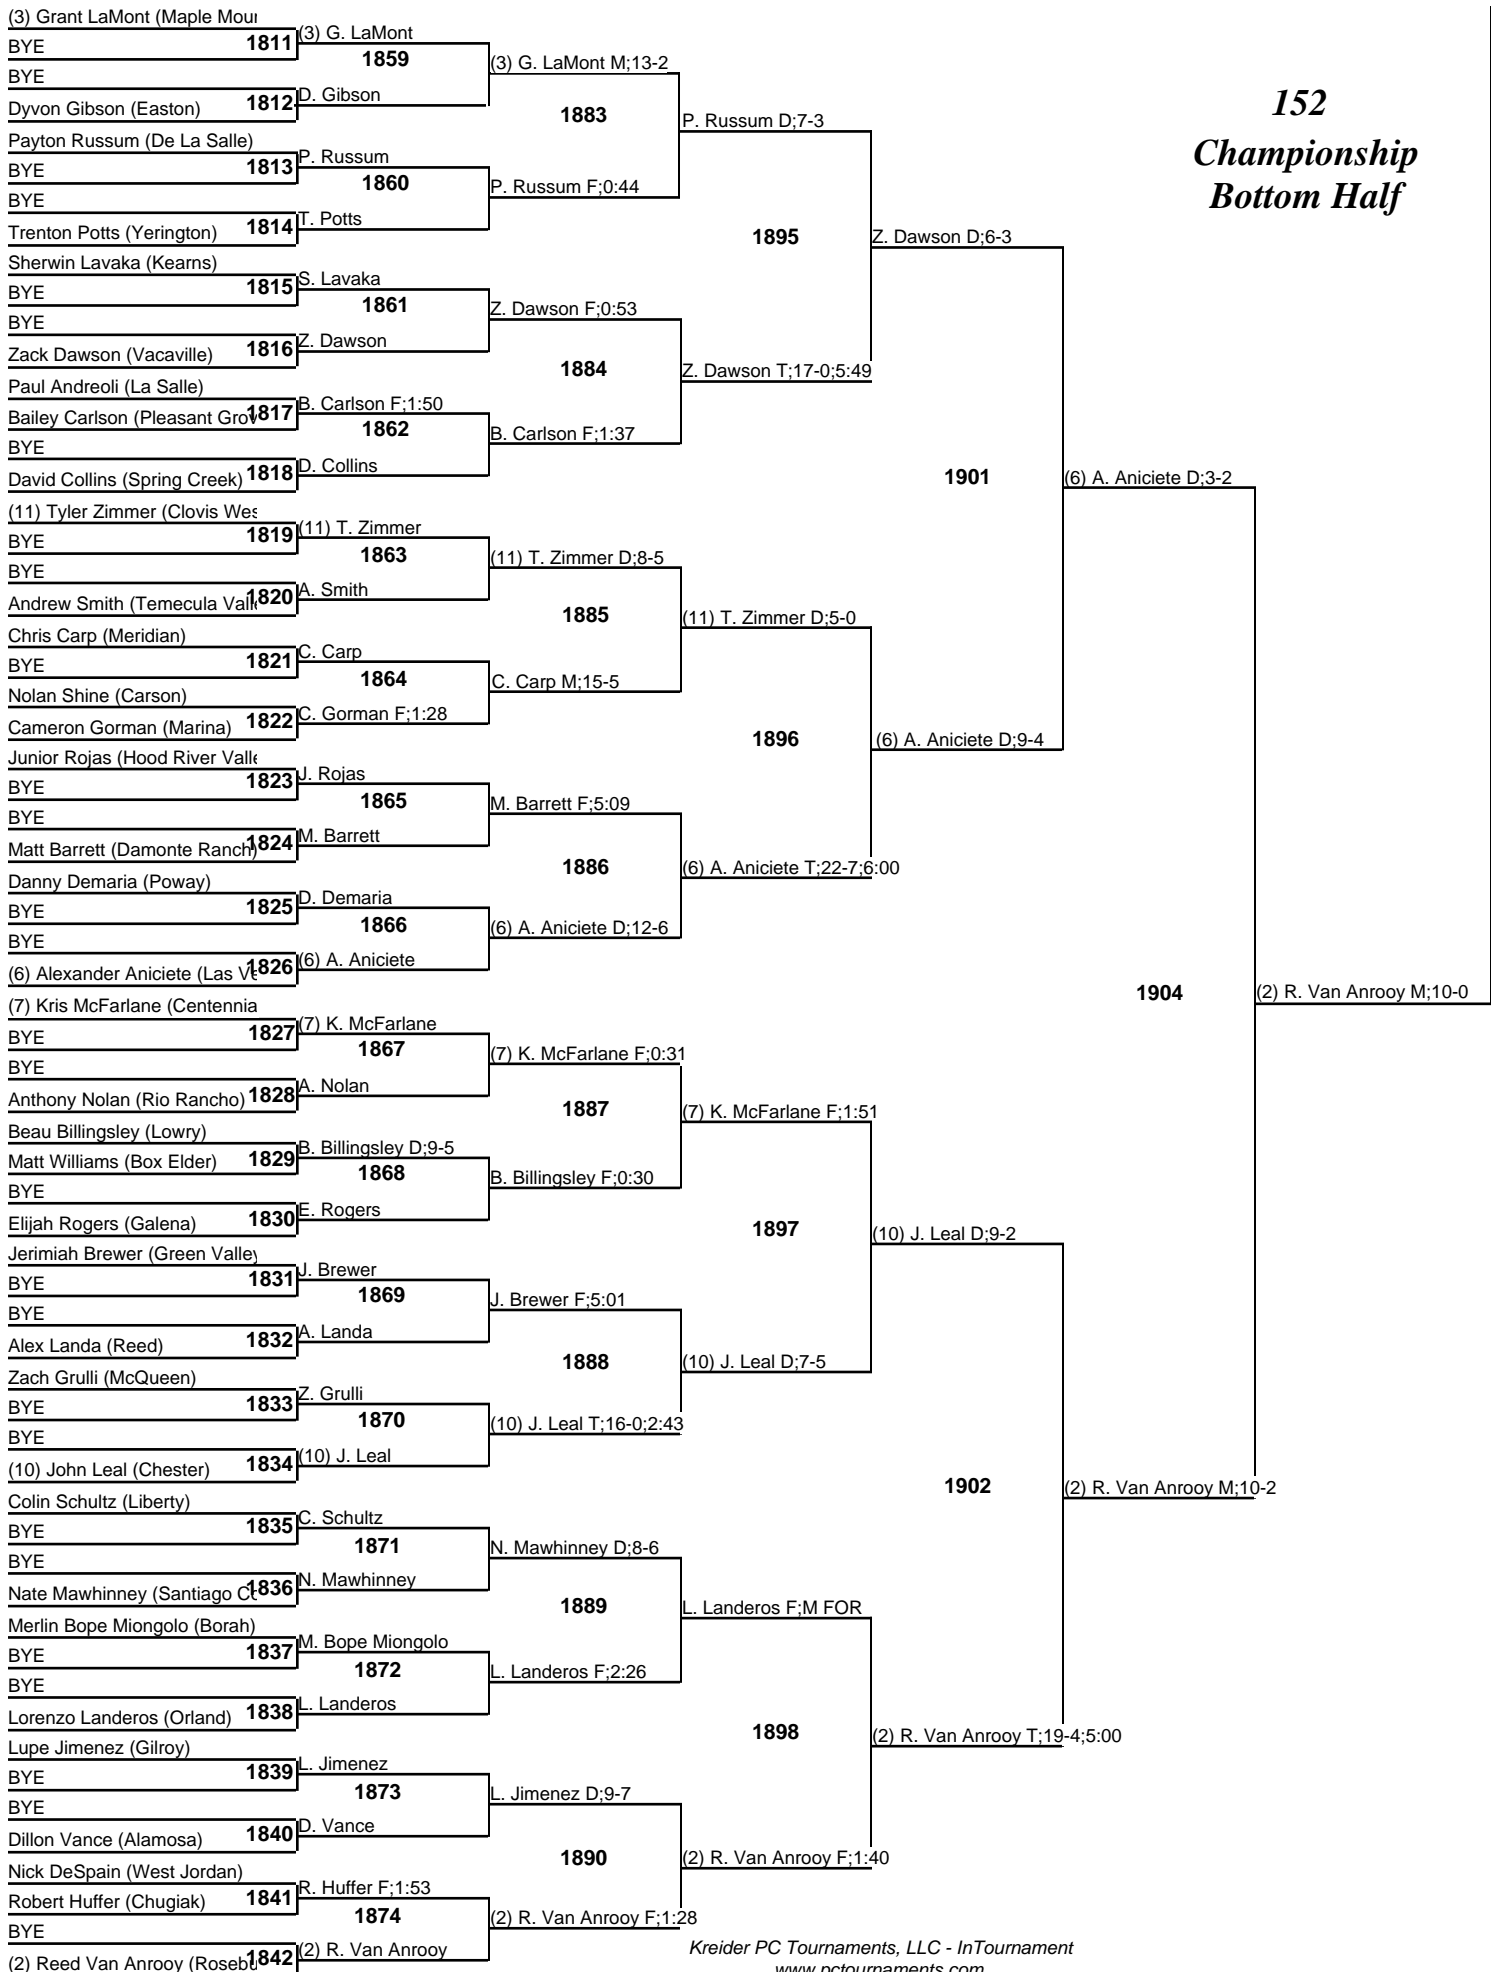 (3) Grant LaMont (Maple Mour
BYE
1811
BYE
Dyvon Gibson (Easton)
1812
Payton Russum (De La Salle)
BYE
1813
BYE
Trenton Potts (Yerington)
1814
Sherwin Lavaka (Kearns)
BYE
1815
BYE
Zack Dawson (Vacaville)
1816
Paul Andreoli (La Salle)
Bailey Carlson (Pleasant Grov
1817
BYE
David Collins (Spring Creek)
1818
(11) Tyler Zimmer (Clovis Wes
BYE
1819
BYE
Andrew Smith (Temecula Valle
1820
Chris Carp (Meridian)
BYE
1821
Nolan Shine (Carson)
Cameron Gorman (Marina)
1822
Junior Rojas (Hood River Valle
BYE
1823
BYE
Matt Barrett (Damonte Ranch)
1824
Danny Demaria (Poway)
BYE
1825
BYE
(6) Alexander Aniciete (Las Ve
1826
(7) Kris McFarlane (Centennia
BYE
1827
BYE
Anthony Nolan (Rio Rancho)
1828
Beau Billingsley (Lowry)
Matt Williams (Box Elder)
1829
BYE
Elijah Rogers (Galena)
1830
Jerimiah Brewer (Green Valley
BYE
1831
BYE
Alex Landa (Reed)
1832
Zach Grulli (McQueen)
BYE
1833
BYE
(10) John Leal (Chester)
1834
Colin Schultz (Liberty)
BYE
1835
BYE
Nate Mawhinney (Santiago Co
1836
Merlin Bope Miongolo (Borah)
BYE
1837
BYE
Lorenzo Landeros (Orland)
1838
Lupe Jimenez (Gilroy)
BYE
1839
BYE
Dillon Vance (Alamosa)
1840
Nick DeSpain (West Jordan)
Robert Huffer (Chugiak)
1841
BYE
(2) Reed Van Anrooy (Rosebu
1842
(3) G. LaMont
1859
D. Gibson
P. Russum
1860
T. Potts
S. Lavaka
1861
Z. Dawson
B. Carlson F;1:50
1862
D. Collins
(11) T. Zimmer
1863
A. Smith
C. Carp
1864
C. Gorman F;1:28
J. Rojas
1865
M. Barrett
D. Demaria
1866
(6) A. Aniciete
(7) K. McFarlane
1867
A. Nolan
B. Billingsley D;9-5
1868
E. Rogers
J. Brewer
1869
A. Landa
Z. Grulli
1870
(10) J. Leal
C. Schultz
1871
N. Mawhinney
M. Bope Miongolo
1872
L. Landeros
L. Jimenez
1873
D. Vance
R. Huffer F;1:53
1874
(2) R. Van Anrooy
(3) G. LaMont M;13-2
1883
P. Russum F;0:44
Z. Dawson F;0:53
1884
B. Carlson F;1:37
(11) T. Zimmer D;8-5
1885
C. Carp M;15-5
M. Barrett F;5:09
1886
(6) A. Aniciete D;12-6
(7) K. McFarlane F;0:31
1887
B. Billingsley F;0:30
J. Brewer F;5:01
1888
(10) J. Leal T;16-0;2:43
N. Mawhinney D;8-6
1889
L. Landeros F;2:26
L. Jimenez D;9-7
1890
(2) R. Van Anrooy F;1:28
P. Russum D;7-3
1895
Z. Dawson T;17-0;5:49
(11) T. Zimmer D;5-0
1896
(6) A. Aniciete T;22-7;6:00
(7) K. McFarlane F;1:51
1897
(10) J. Leal D;7-5
L. Landeros F;M FOR
1898
(2) R. Van Anrooy F;1:40
Z. Dawson D;6-3
1901
(6) A. Aniciete D;9-4
(10) J. Leal D;9-2
1902
(2) R. Van Anrooy T;19-4;5:00
(6) A. Aniciete D;3-2
1904
(2) R. Van Anrooy M;10-2
(2) R. Van Anrooy M;10-0
152
Championship
Bottom Half
Kreider PC Tournaments, LLC - InTournament
www.pctournaments.com